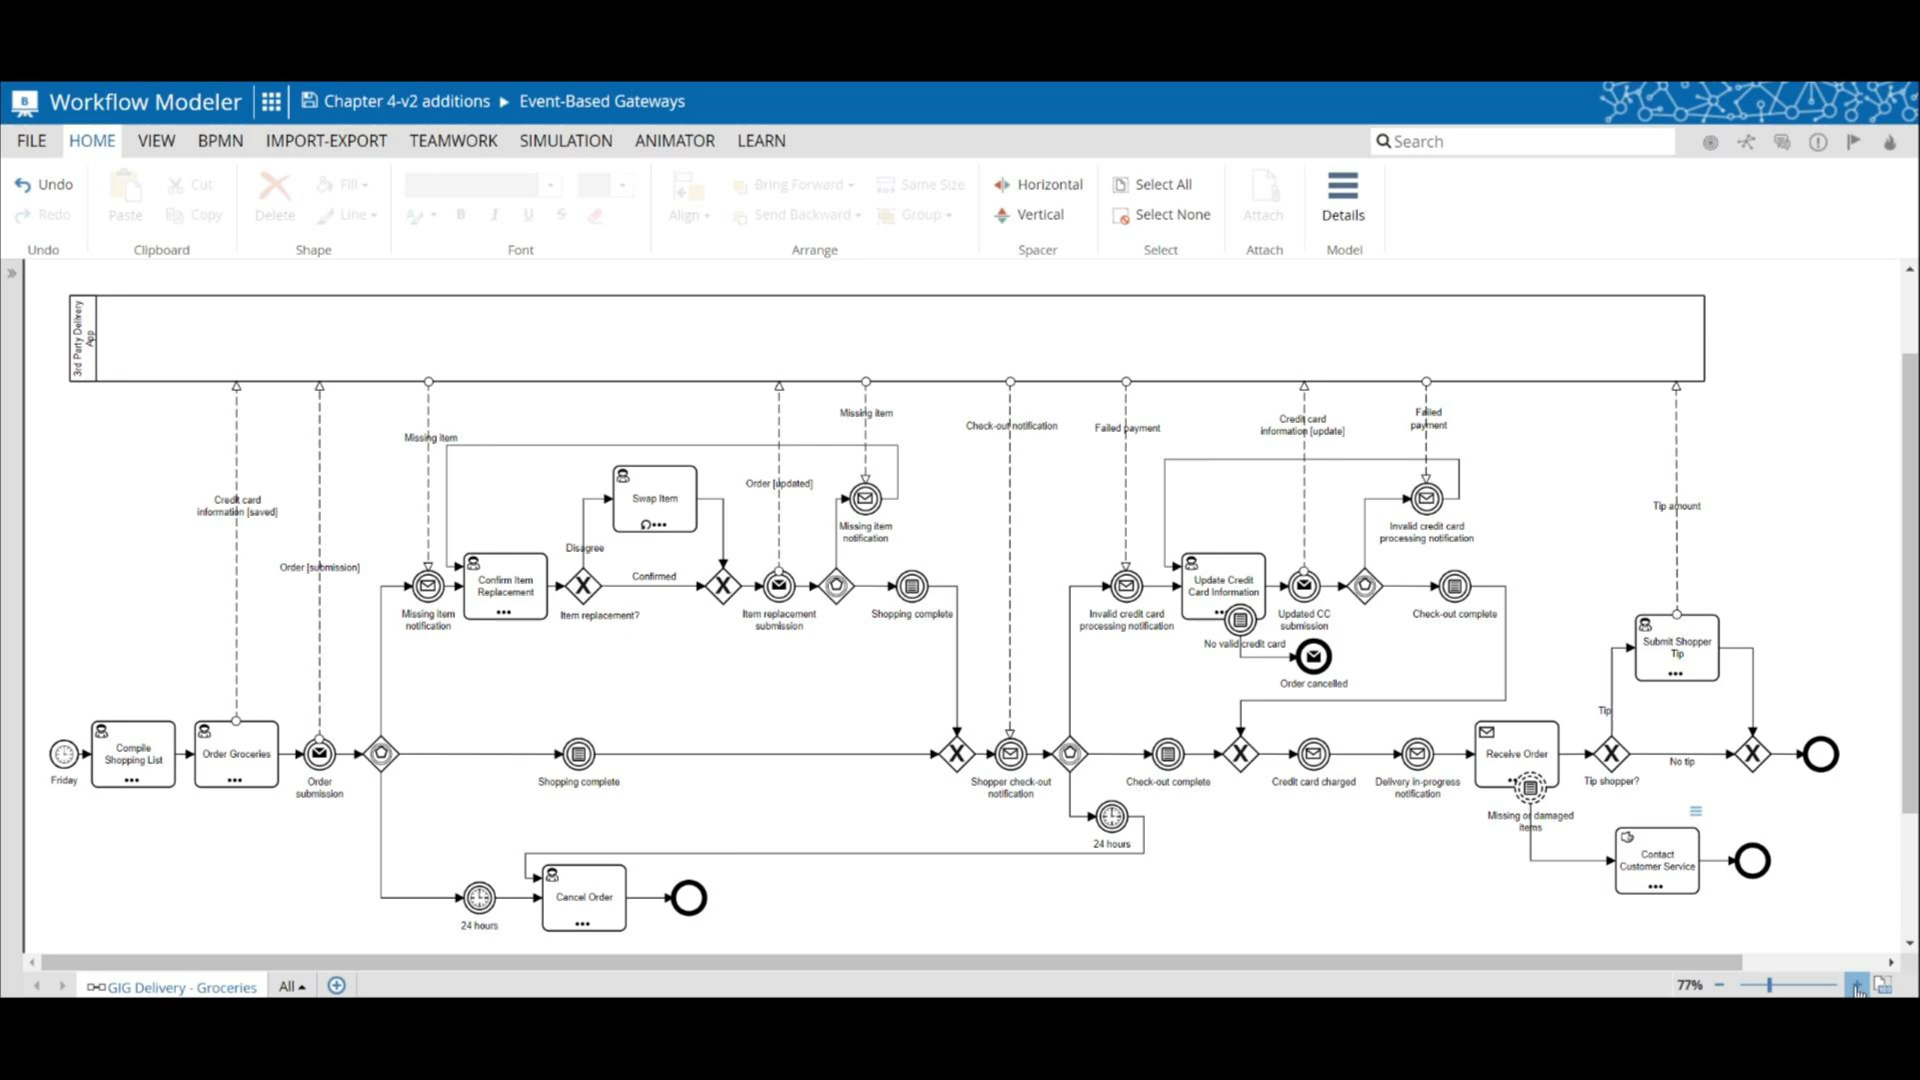 Workflow Modeler
Chapter 4-v2 additions ▶ Event-Based Gateways
FILE HOME VIEW BPMN IMPORT-EXPORT TEAMWORK SIMULATION ANIMATOR LEARN
Search
Undo
Redo
Undo
Paste
Cut
Copy
Clipboard
Delete
Fill
Line
Shape
B I U S
Font
Align
Bring Forward
Send Backward
Same Size
Group
Arrange
Horizontal
Vertical
Spacer
Select All
Select None
Select
Attach
Attach
Details
Model
3rd Party Delivery
App
Missing item
Missing item
Check-out notification
Failed payment
Credit card
information [update]
Failed
payment
Credit card
information [saved]
Order [submission]
Order [updated]
Tip amount
Swap Item
Missing item
notification
Invalid credit card
processing notification
Disagree
Confirmed
Missing item
notification
Confirm Item
Replacement
Item replacement?
Item replacement
submission
Shopping complete
Invalid credit card
processing notification
Update Credit
Card Information
Updated CC
submission
Check-out complete
No valid credit card
Order cancelled
Submit Shopper
Tip
Tip
Friday
Compile
Shopping List
Order Groceries
Order
submission
Shopping complete
Shopper check-out
notification
Check-out complete
Credit card charged
Delivery in-progress
notification
Receive Order
Tip shopper?
No tip
Missing or damaged
items
24 hours
Contact
Customer Service
24 hours
Cancel Order
GIG Delivery - Groceries
All
77%